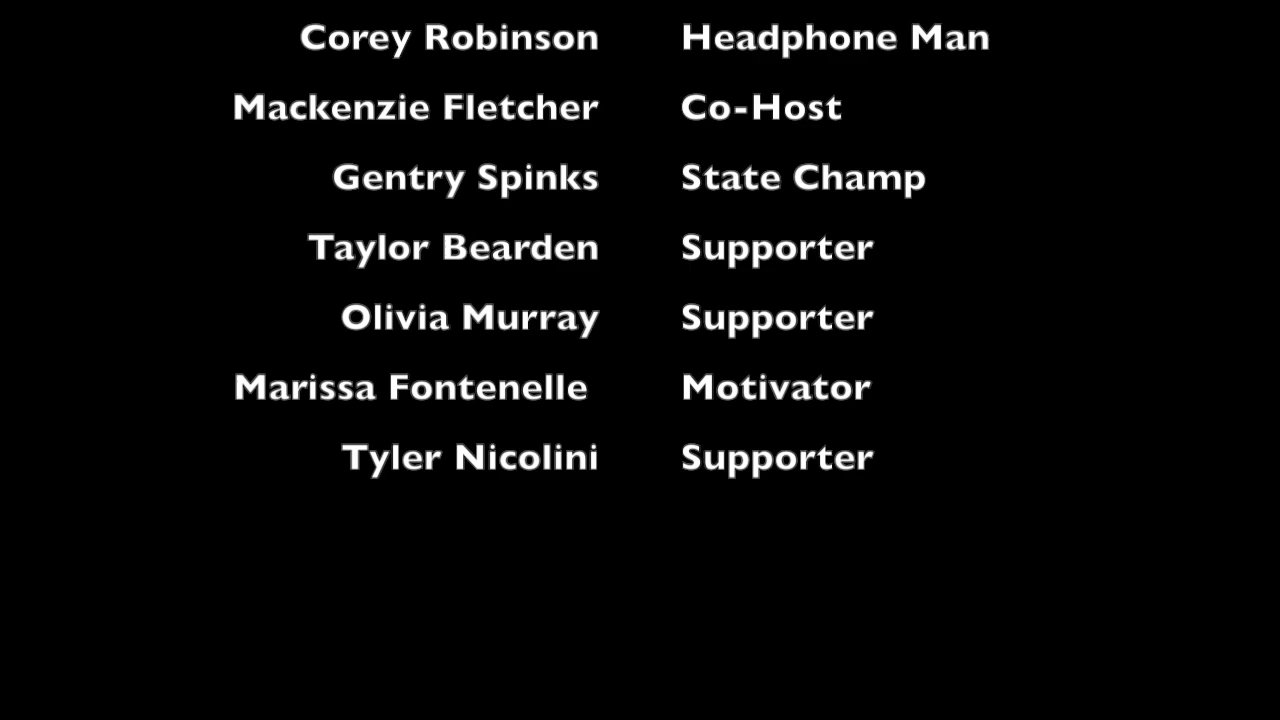 Corey Robinson Headphone Man
Mackenzie Fletcher Co-Host
Gentry Spinks State Champ
Taylor Bearden Supporter
Olivia Murray Supporter
Marissa Fontenelle Motivator
Tyler Nicolini Supporter